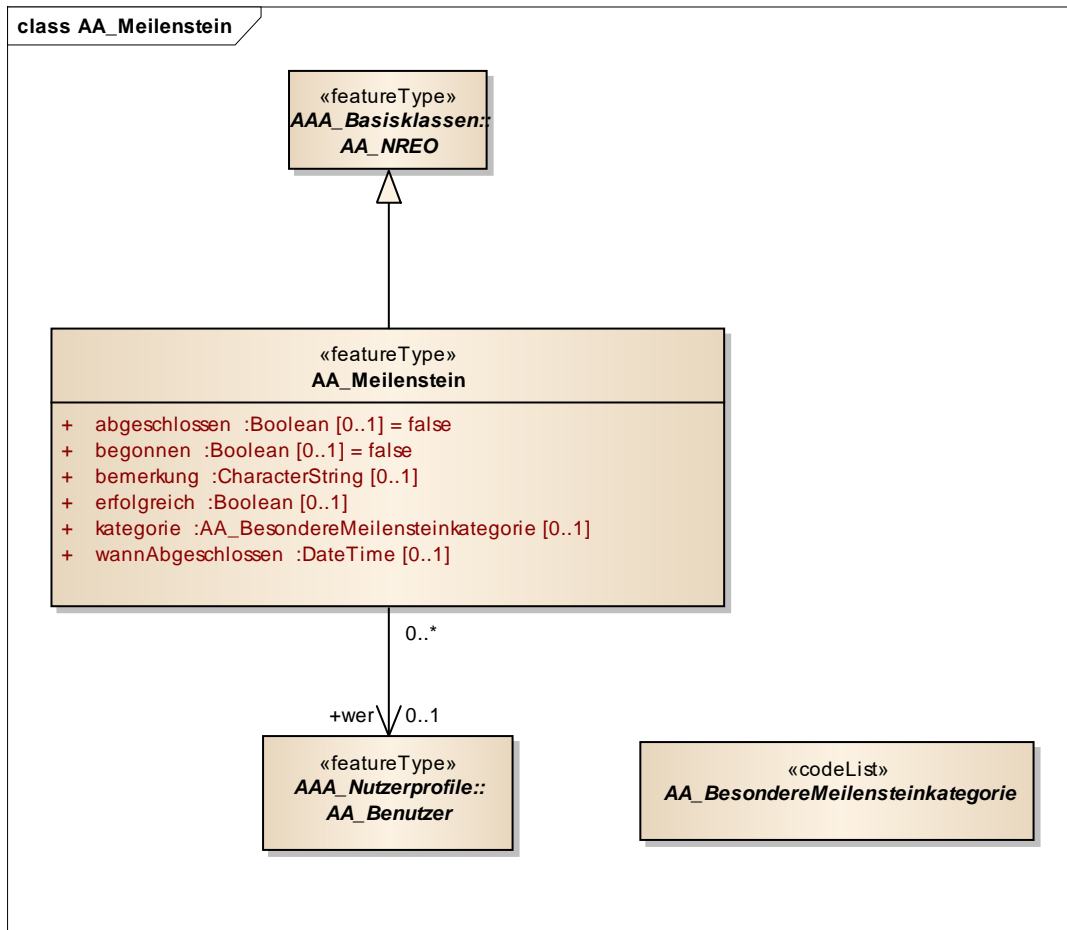 class AA_Meilenstein
«featureType»
AAA_Basisklassen::
AA_NREO
«featureType»
AA_Meilenstein
+ abgeschlossen :Boolean [0..1] = false
+ begonnen :Boolean [0..1] = false
+ bemerkung :CharacterString [0..1]
+ erfolgreich :Boolean [0..1]
+ kategorie :AA_BesondereMeilensteinkategorie [0..1]
+ wannAbgeschlossen :DateTime [0..1]
0..*
+wer 0..1
«featureType»
AAA_Nutzerprofile::
AA_Benutzer
«codeList»
AA_BesondereMeilensteinkategorie